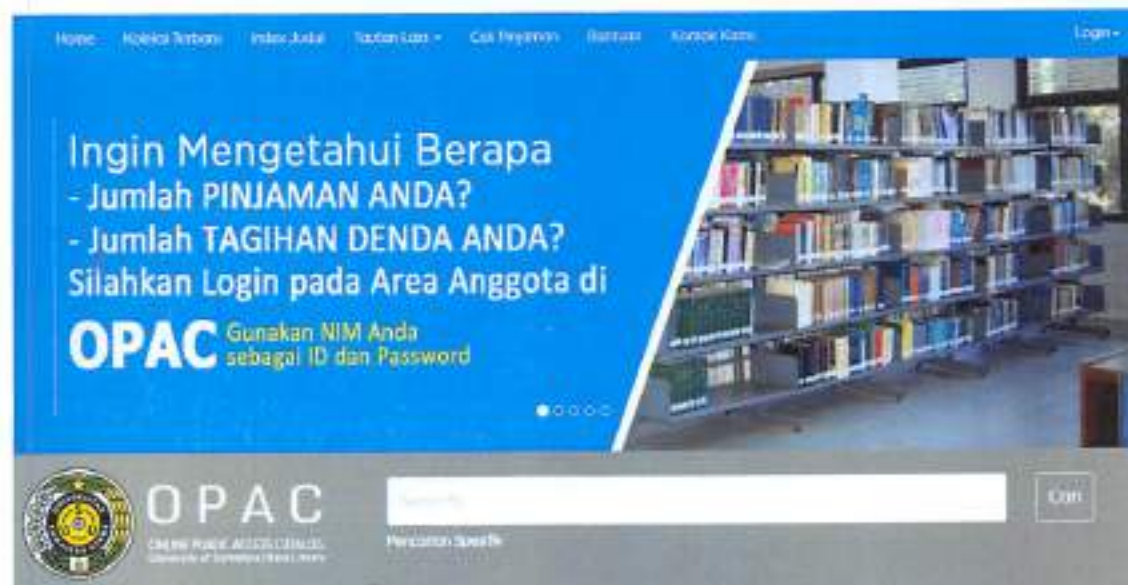 Home Koleksi Terbaru Index Judul Tautan Lain Cek Pinjaman Bantuan Kontak Kami Login
Ingin Mengetahui Berapa
- Jumlah PINJAMAN ANDA?
- Jumlah TAGIHAN DENDA ANDA?
Silahkan Login pada Area Anggota di
OPAC Gunakan NIM Anda
sebagai ID dan Password
OPAC
ONLINE PUBLIC ACCESS CATALOG
Cari
Pencarian Spesifik